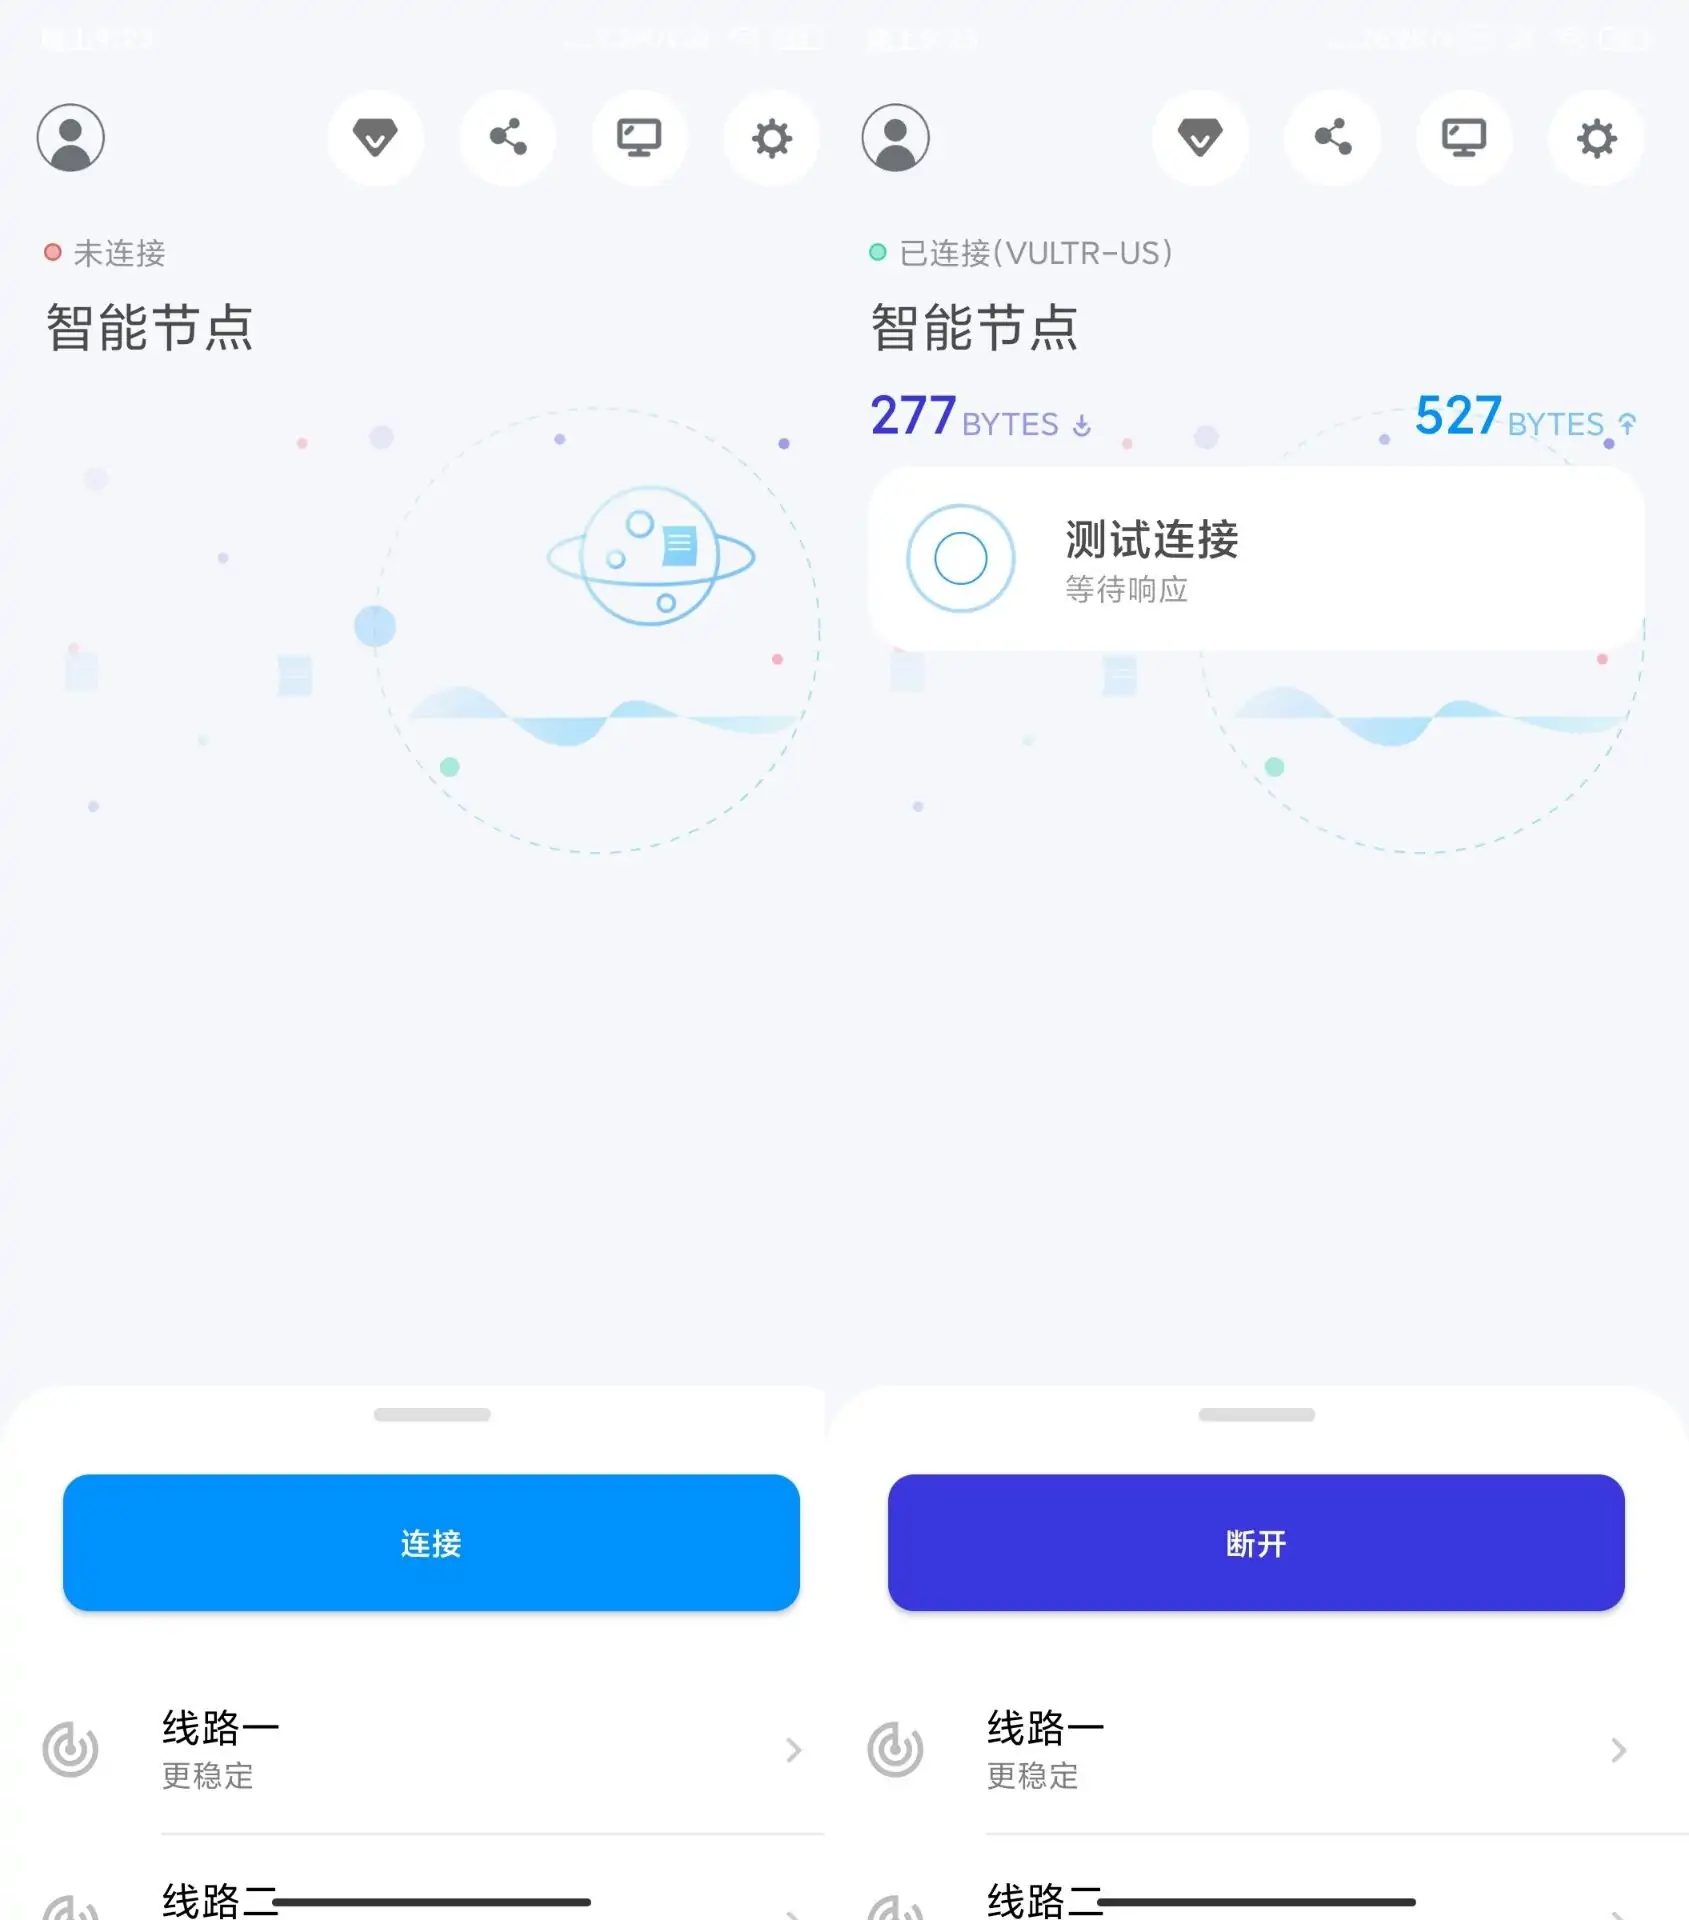 未连接
智能节点
连接
线路一
更稳定
线路二
已连接(VULTR-US)
智能节点
277 BYTES
527 BYTES
测试连接
等待响应
断开
线路一
更稳定
线路二